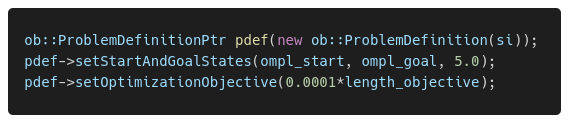 ob::ProblemDefinitionPtr pdef(new ob::ProblemDefinition(si));
pdef->setStartAndGoalStates(ompl_start, ompl_goal, 5.0);
pdef->setOptimizationObjective(0.0001*length_objective);